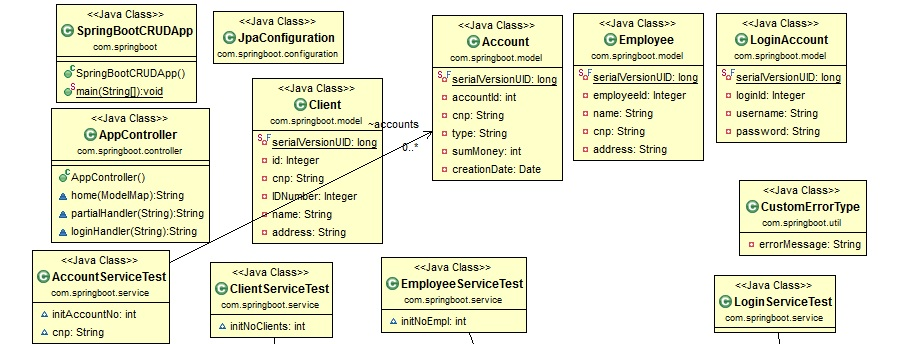 <<Java Class>>
SpringBootCRUDApp
com.springboot
SpringBootCRUDApp()
main(String[]):void
<<Java Class>>
JpaConfiguration
com.springboot.configuration
<<Java Class>>
Account
com.springboot.model
serialVersionUID: long
accountId: int
cnp: String
type: String
sumMoney: int
creationDate: Date
<<Java Class>>
Employee
com.springboot.model
serialVersionUID: long
employeeId: Integer
name: String
cnp: String
address: String
<<Java Class>>
LoginAccount
com.springboot.model
serialVersionUID: long
loginId: Integer
username: String
password: String
<<Java Class>>
Client
com.springboot.model
serialVersionUID: long
id: Integer
cnp: String
IDNumber: Integer
name: String
address: String
~accounts
0..*
<<Java Class>>
AppController
com.springboot.controller
AppController()
home(ModelMap):String
partialHandler(String):String
loginHandler(String):String
<<Java Class>>
CustomErrorType
com.springboot.util
errorMessage: String
<<Java Class>>
AccountServiceTest
com.springboot.service
initAccountNo: int
cnp: String
<<Java Class>>
ClientServiceTest
com.springboot.service
initNoClients: int
<<Java Class>>
EmployeeServiceTest
com.springboot.service
initNoEmpl: int
<<Java Class>>
LoginServiceTest
com.springboot.service